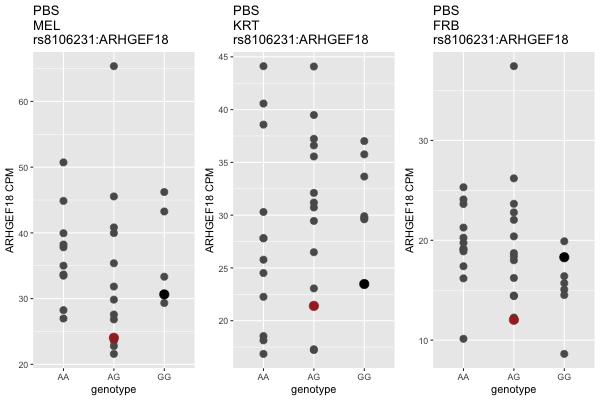 PBS
MEL
rs8106231:ARHGEF18
ARHGEF18 CPM
60
50
40
30
20
AA
AG
GG
genotype
PBS
KRT
rs8106231:ARHGEF18
ARHGEF18 CPM
45
40
35
30
25
20
AA
AG
GG
genotype
PBS
FRB
rs8106231:ARHGEF18
ARHGEF18 CPM
30
20
10
AA
AG
GG
genotype